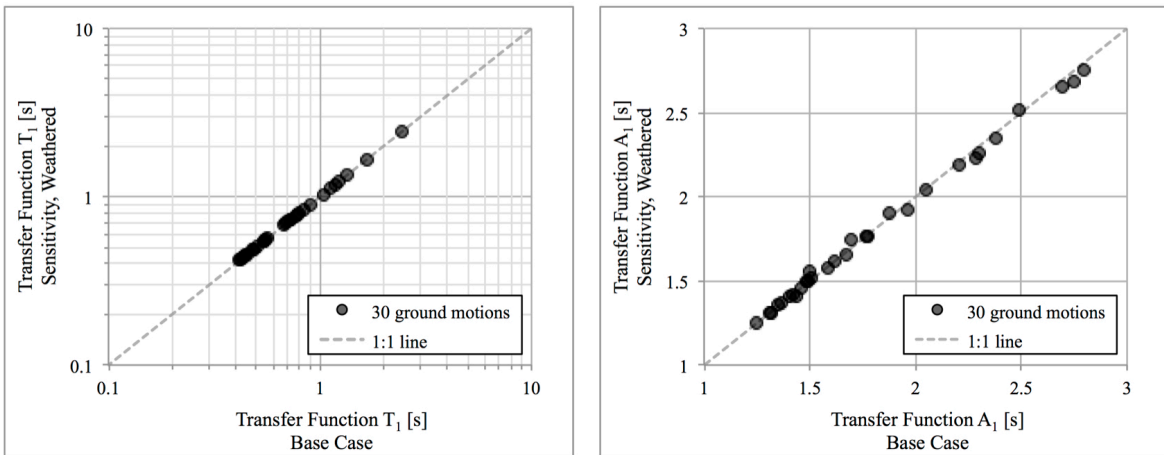 10
1
0.1
0.1
1
10
Transfer Function T₁ [s]
Sensitivity, Weathered
30 ground motions
1:1 line
Transfer Function T₁ [s]
Base Case
3
2.5
2
1.5
1
1
1.5
2
2.5
3
Transfer Function A₁ [s]
Sensitivity, Weathered
30 ground motions
1:1 line
Transfer Function A₁ [s]
Base Case